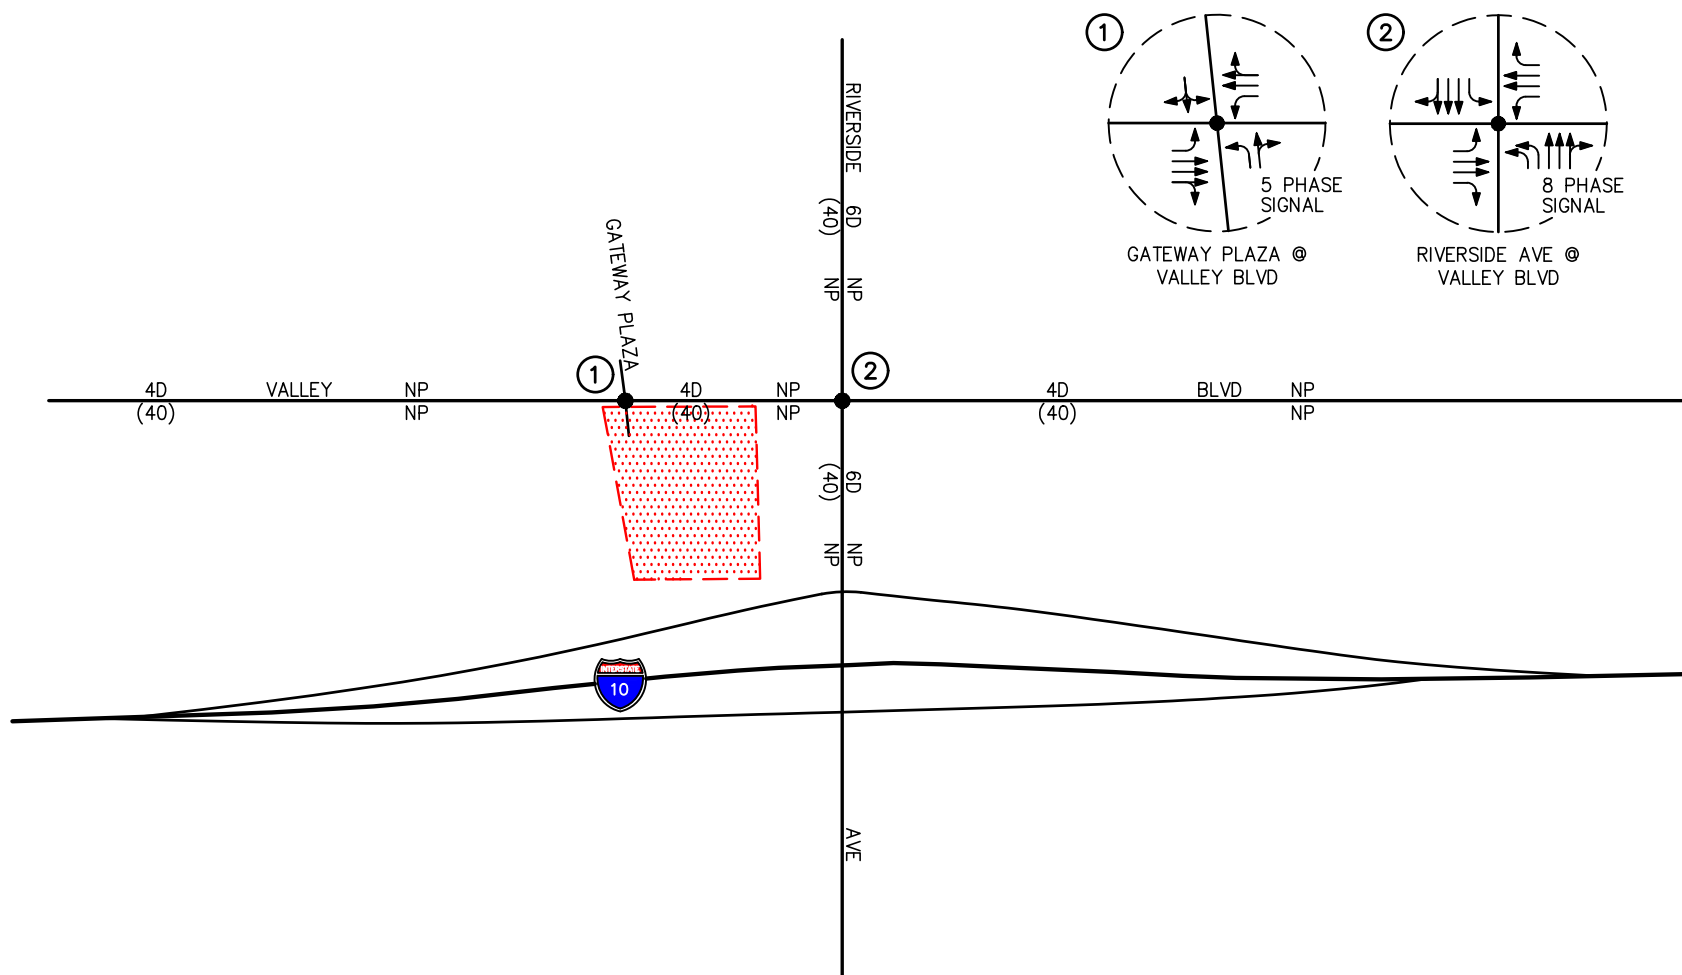 1
2
5 PHASE
SIGNAL
8 PHASE
SIGNAL
GATEWAY PLAZA @
VALLEY BLVD
RIVERSIDE AVE @
VALLEY BLVD
RIVERSIDE
6D
(40)
NP
NP
GATEWAY PLAZA
1
2
4D
VALLEY
NP
4D
NP
4D
BLVD
NP
(40)
NP
(40)
NP
(40)
NP
6D
(40)
NP
NP
INTERSTATE
10
AVE